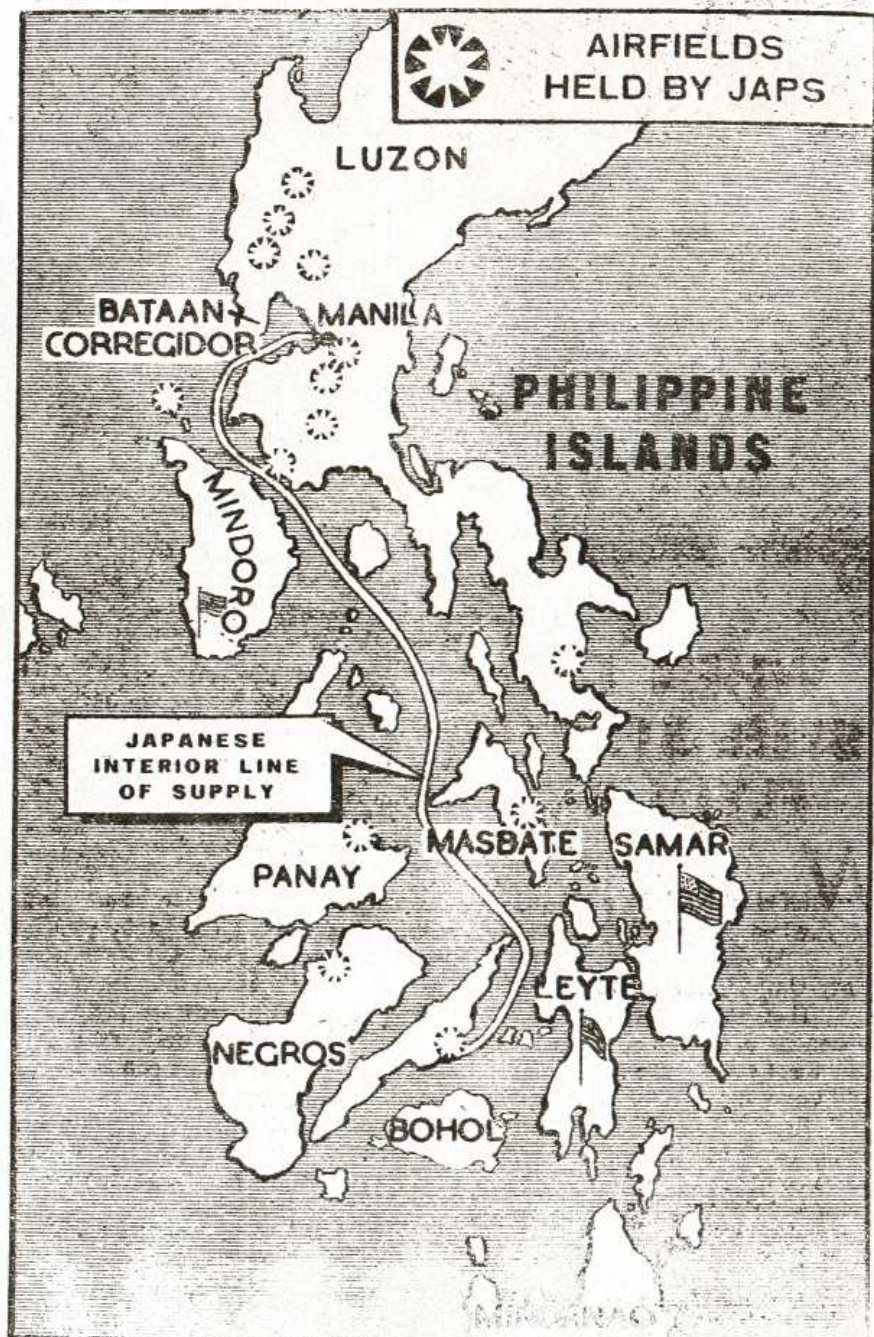 AIRFIELDS
HELD BY JAPS
LUZON
BATAAN
CORREGIDOR
MANILA
PHILIPPINE
ISLANDS
MINDORO
JAPANESE
INTERIOR LINE
OF SUPPLY
MASBATE
SAMAR
PANAY
LEYTE
NEGROS
BOHOL
MINDANAO